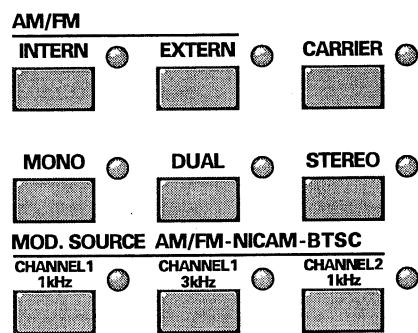 AM/FM
INTERN EXTERN CARRIER
MONO DUAL STEREO
MOD. SOURCE AM/FM-NICAM-BTSC
CHANNEL1 CHANNEL1 CHANNEL2
1kHz 3kHz 1kHz